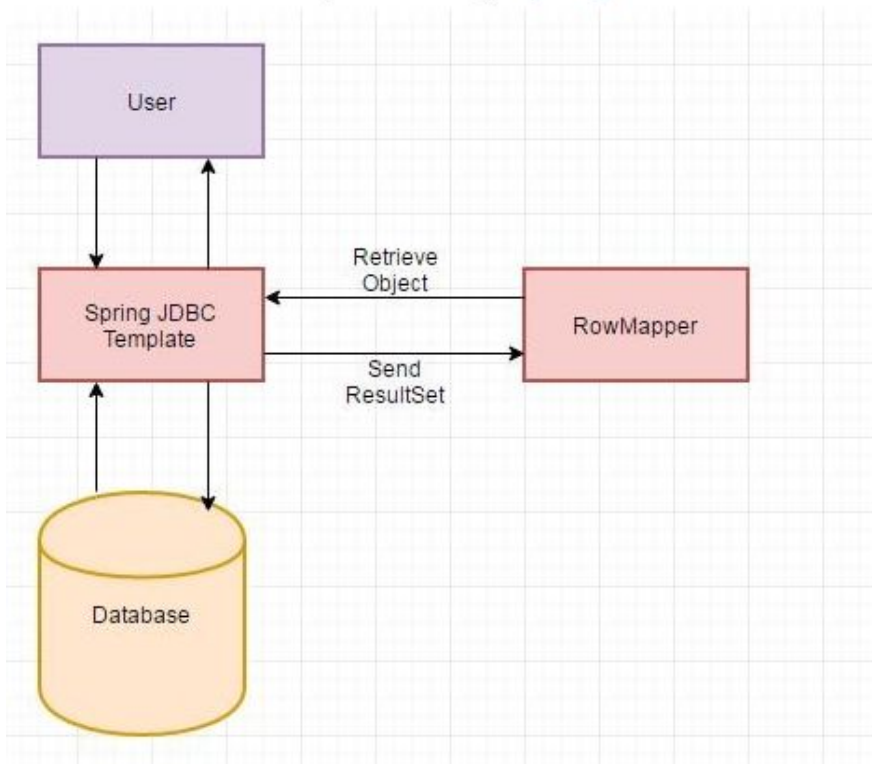 User
Retrieve
Object
Spring JDBC
Template
RowMapper
Send
ResultSet
Database